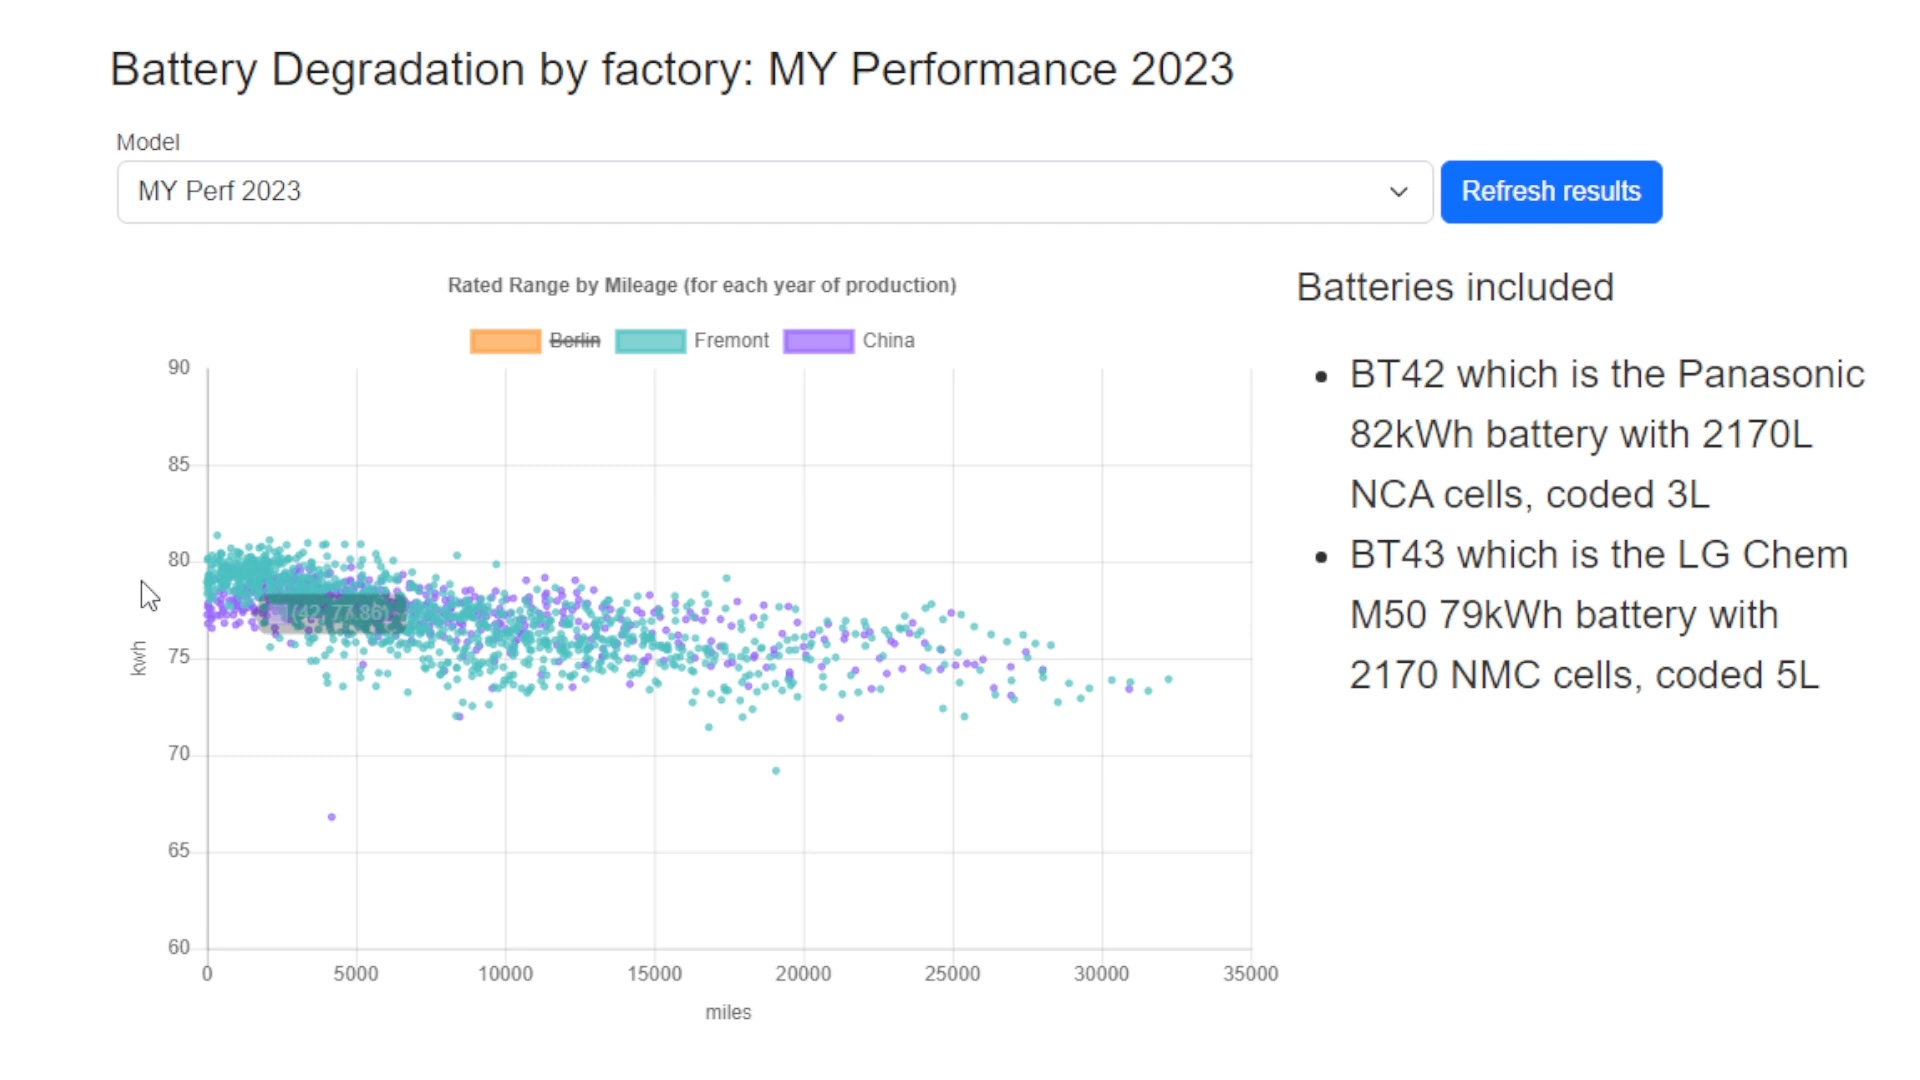 Battery Degradation by factory: MY Performance 2023
Model
MY Perf 2023
Refresh results
Rated Range by Mileage (for each year of production)
Berlin Fremont China
Batteries included
• BT42 which is the Panasonic
82kWh battery with 2170L
NCA cells, coded 3L
• BT43 which is the LG Chem
M50 79kWh battery with
2170 NMC cells, coded 5L
90
85
80
75
70
65
60
kwh
(42, 77.86)
0 5000 10000 15000 20000 25000 30000 35000
miles